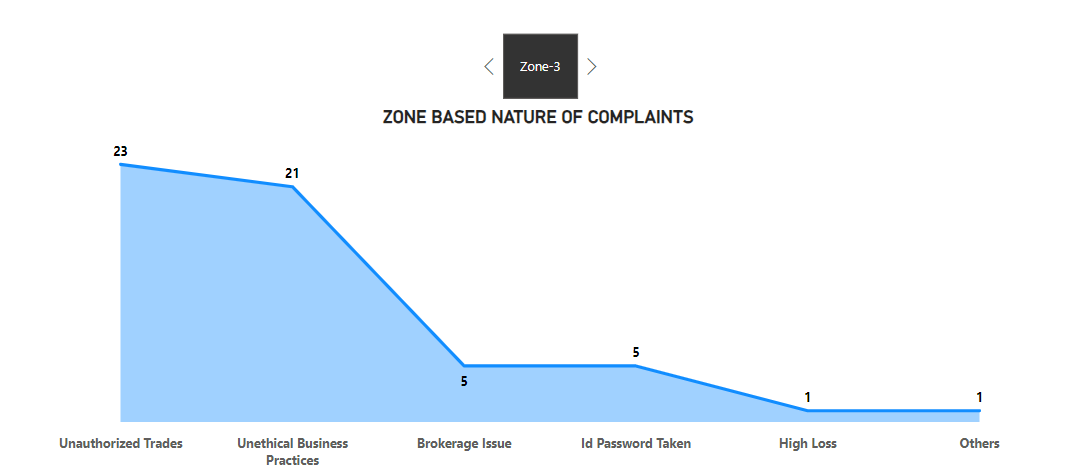 Zone-3
ZONE BASED NATURE OF COMPLAINTS
23
21
5
5
1
1
Unauthorized Trades
Unethical Business
Practices
Brokerage Issue
Id Password Taken
High Loss
Others